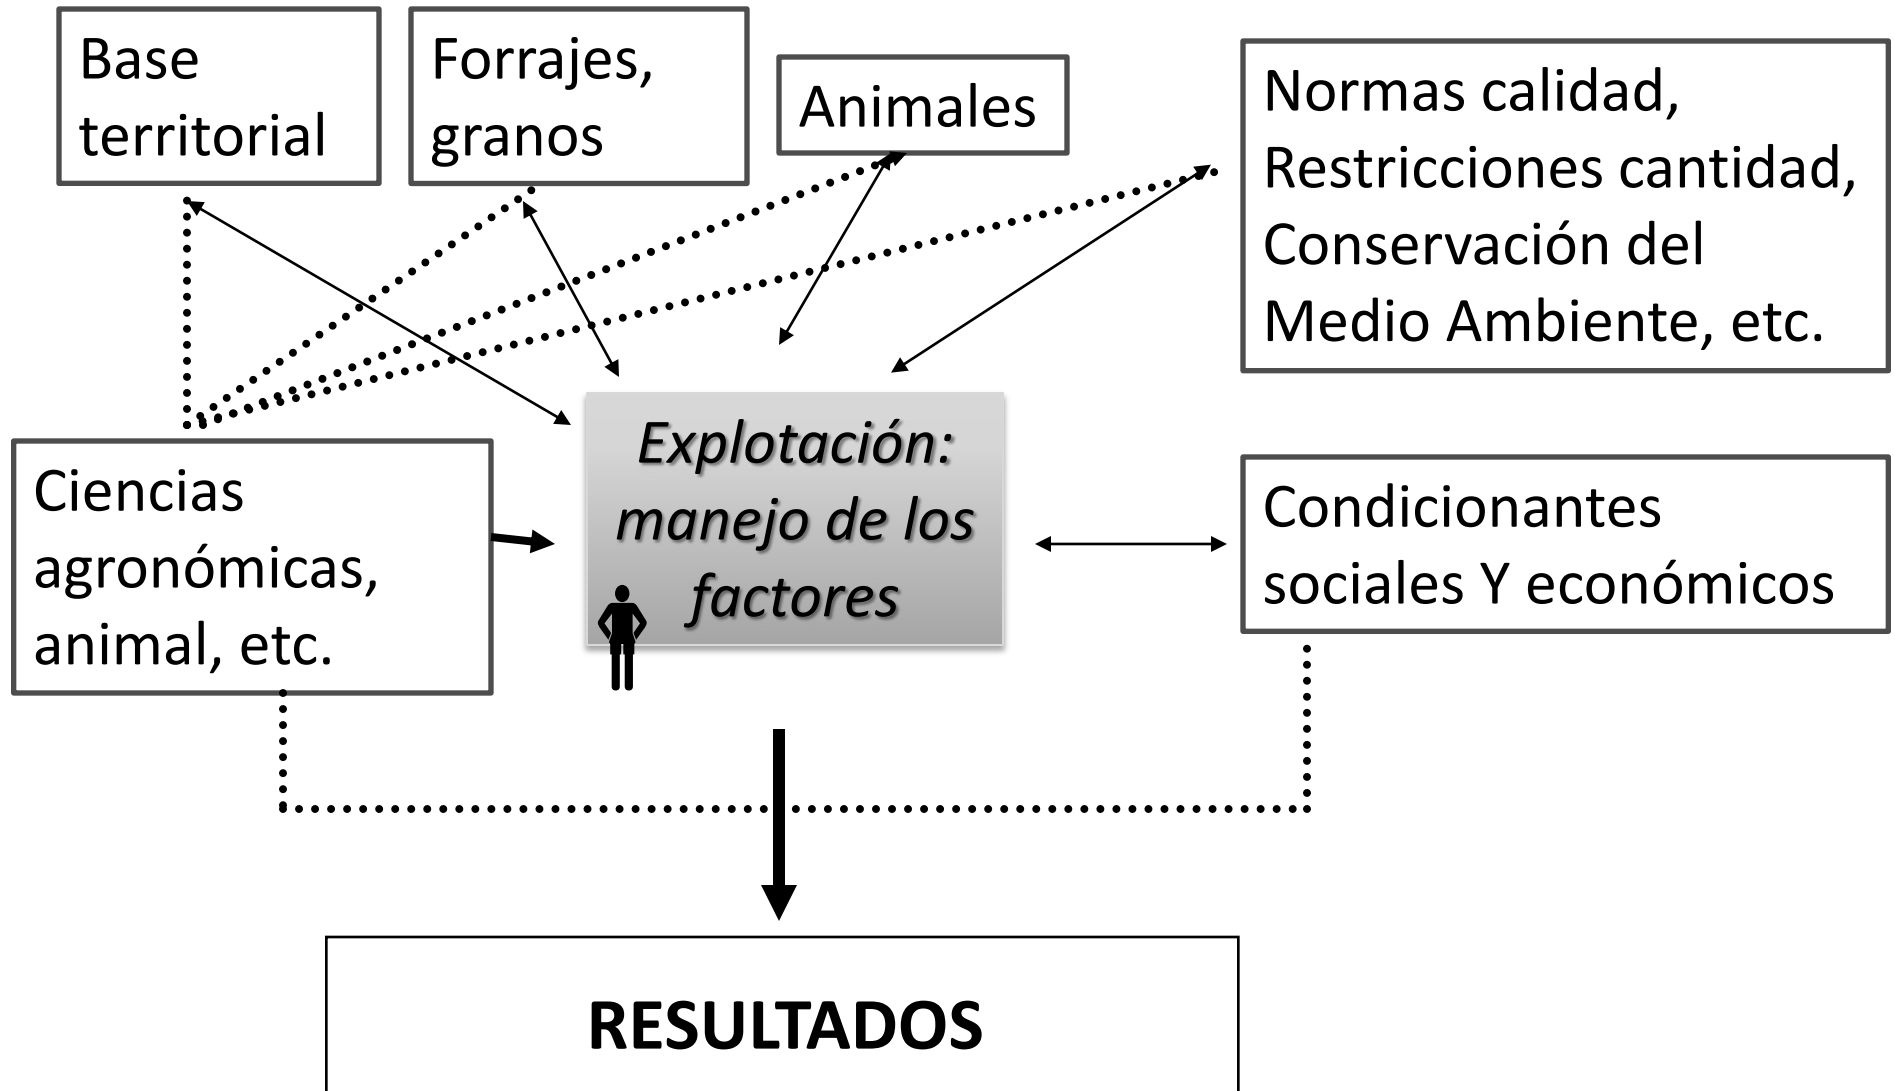 Base
territorial
Forrajes,
granos
Animales
Normas calidad,
Restricciones cantidad,
Conservación del
Medio Ambiente, etc.
Ciencias
agronómicas,
animal, etc.
Explotación:
manejo de los
factores
Condicionantes
sociales Y económicos
RESULTADOS